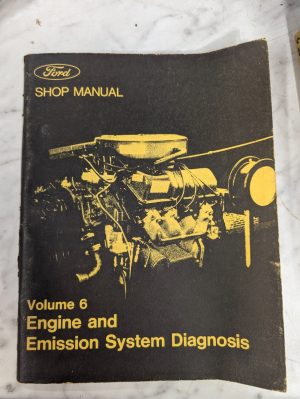 Ford
SHOP MANUAL
Volume 6
Engine and
Emission System Diagnosis